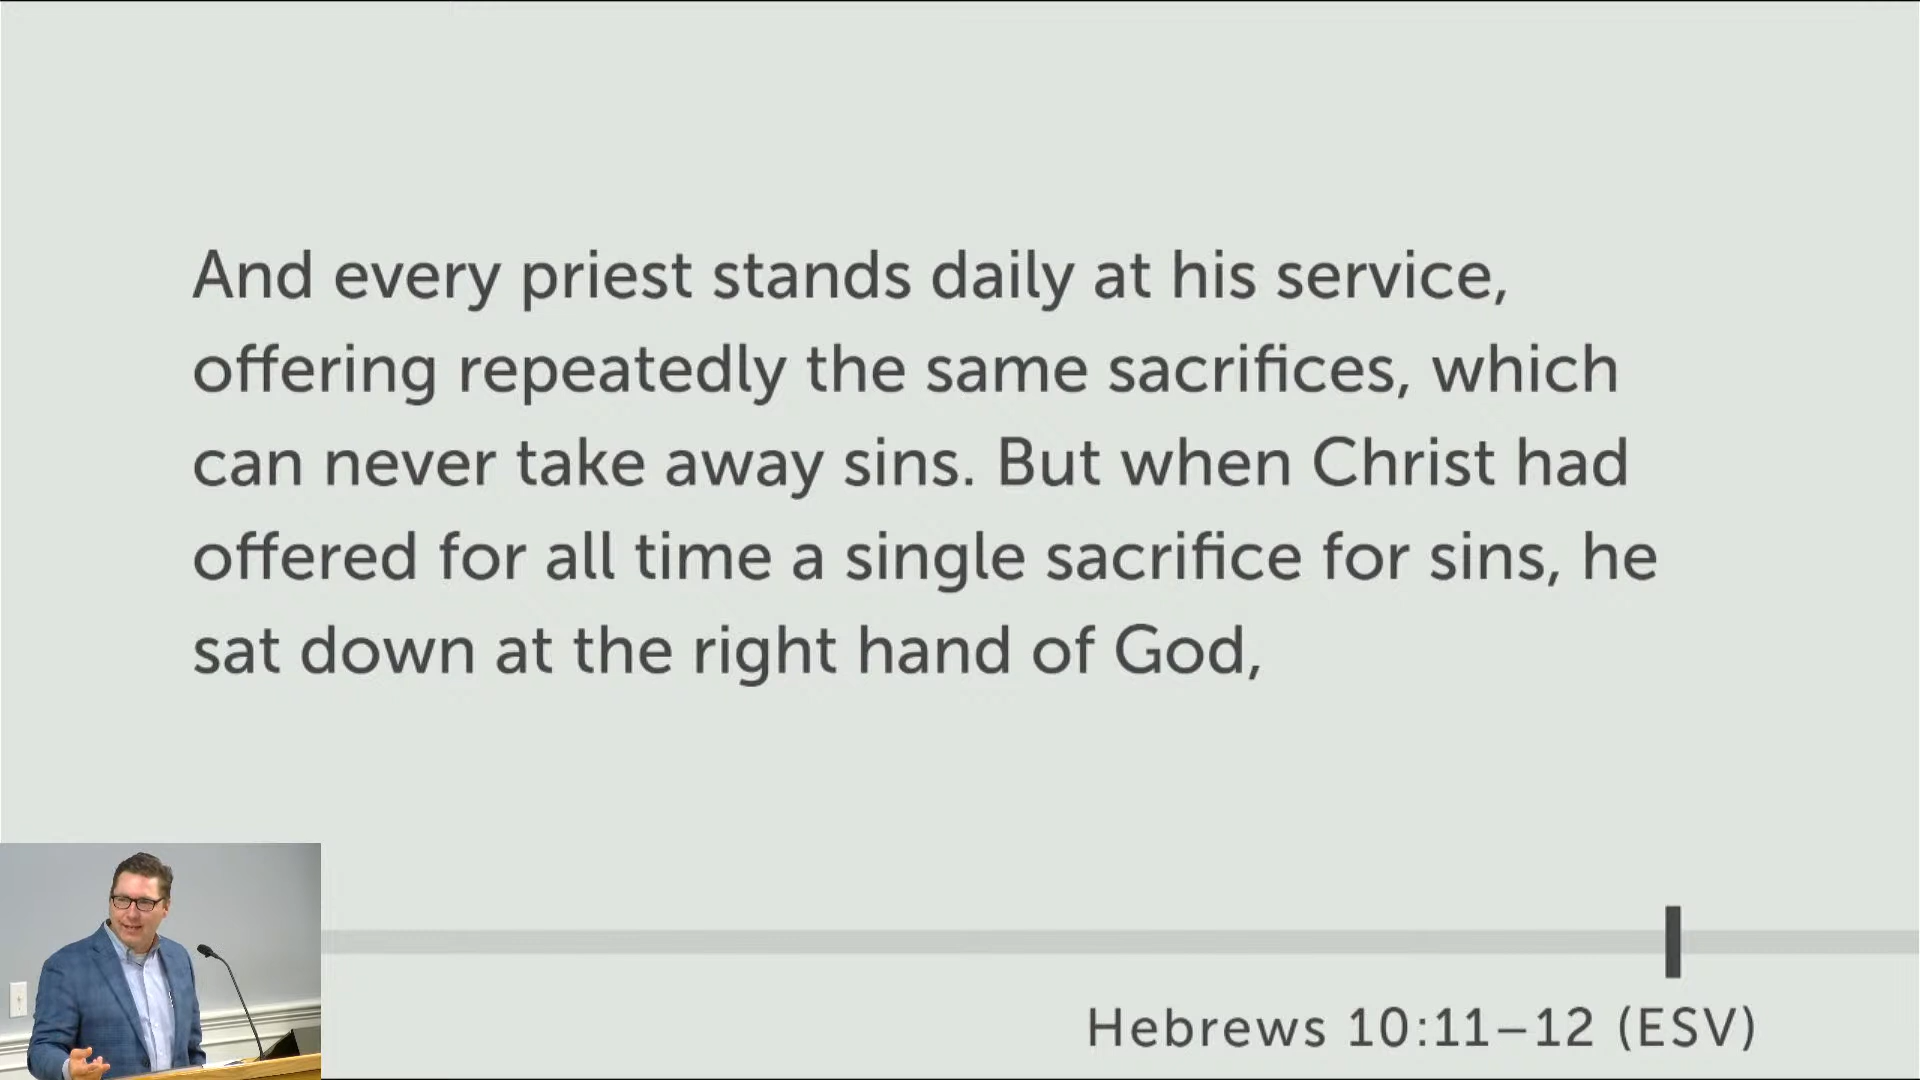 And every priest stands daily at his service,
offering repeatedly the same sacrifices, which
can never take away sins. But when Christ had
offered for all time a single sacrifice for sins, he
sat down at the right hand of God,
Hebrews 10:11–12 (ESV)